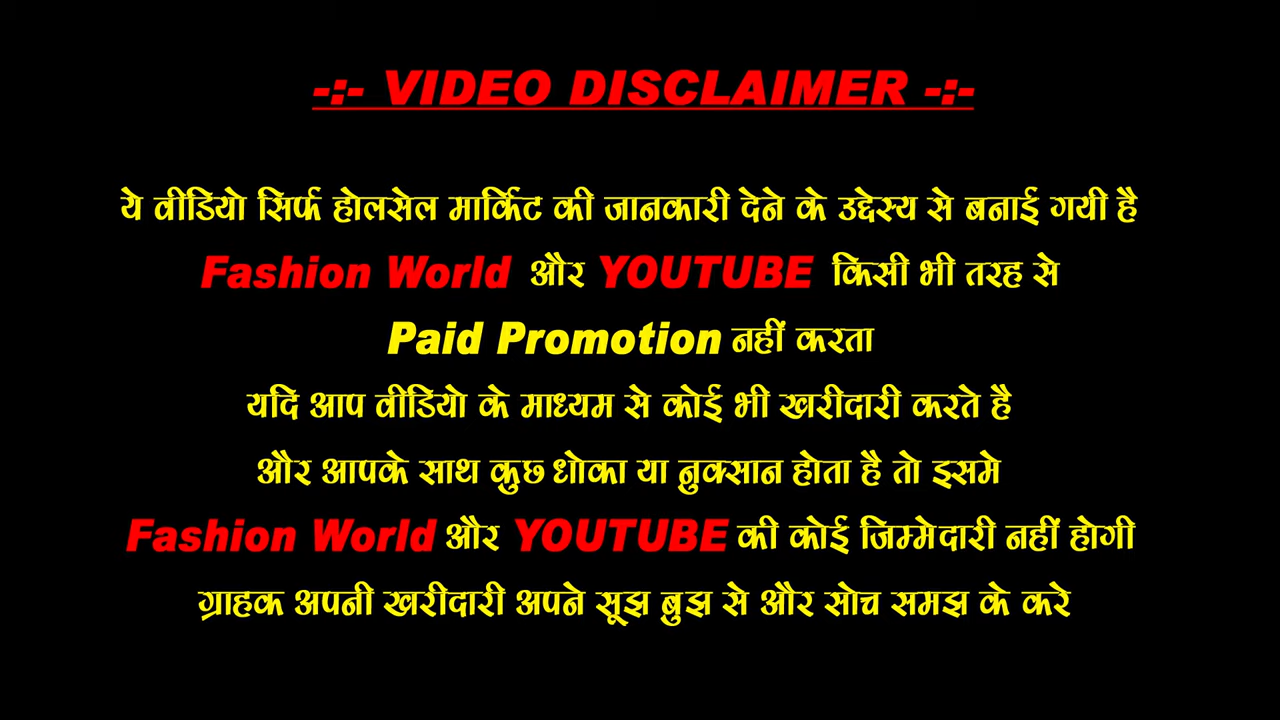 -:- VIDEO DISCLAIMER -:-
ये वीडियो सिर्फ होलसेल मार्किट की जानकारी देने के उद्देस्य से बनाई गयी है
Fashion World और YOUTUBE किसी भी तरह से
Paid Promotion नहीं करता
यदि आप वीडियो के माध्यम से कोई भी खरीदारी करते है
और आपके साथ कुछ धोका या नुक्सान होता है तो इसमे
Fashion World और YOUTUBE की कोई जिम्मेदारी नहीं होगी
ग्राहक अपनी खरीदारी अपने सूझ बुझ से और सोच समझ के करे